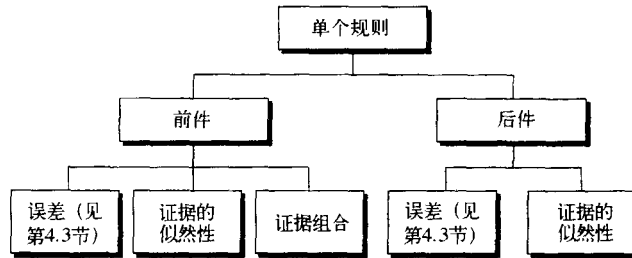 单个规则
前件
后件
误差（见
第4.3节）
证据的
似然性
证据组合
误差（见
第4.3节）
证据的
似然性